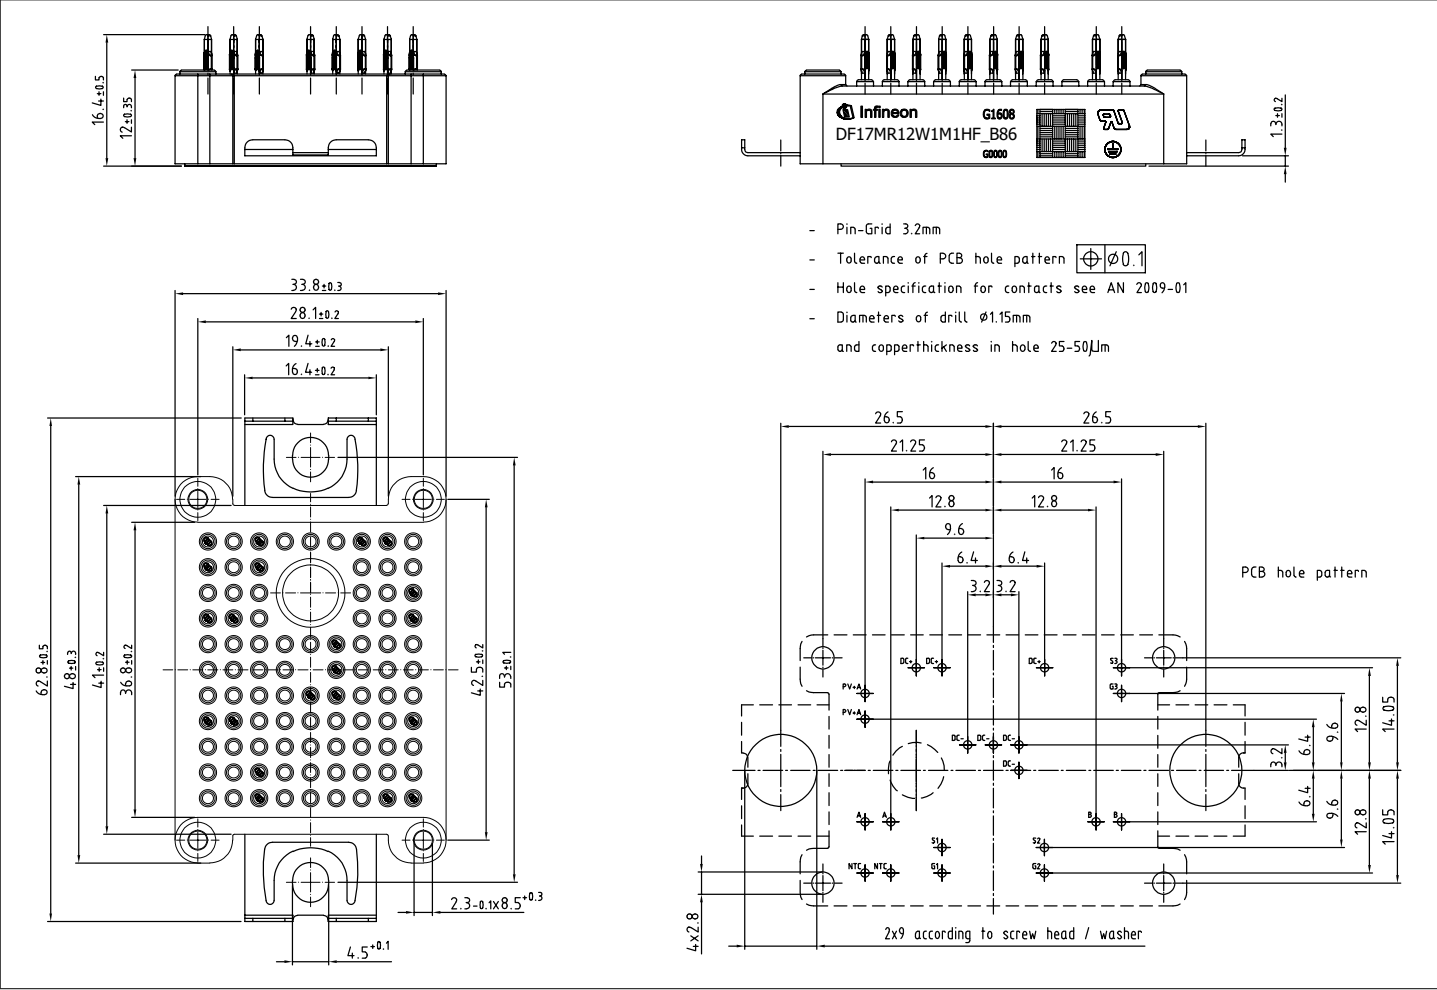 16.4±0.5
12±0.35
Infineon
G1608
DF17MR12W1M1HF_B86
G0000
1.3±0.2
- Pin-Grid 3.2mm
- Tolerance of PCB hole pattern ⌖ ∅0.1
- Hole specification for contacts see AN 2009-01
- Diameters of drill ∅1.15mm
and copperthickness in hole 25-50μm
33.8±0.3
28.1±0.2
19.4±0.2
16.4±0.2
62.8±0.5
48±0.3
41±0.2
36.8±0.2
42.5±0.2
53±0.1
2.3-0.1x8.5+0.3
4.5+0.1
26.5 26.5
21.25 21.25
16 16
12.8 12.8
9.6
6.4 6.4
3.2 3.2
PCB hole pattern
DC+ DC+ DC+ S3
PV+A G3
PV+A
DC- DC- DC-
DC-
A A B B
S1 S2
NTC NTC G1 G2
3.2
6.4
9.6
12.8
14.05
6.4
9.6
12.8
14.05
4x2.8
2x9 according to screw head / washer